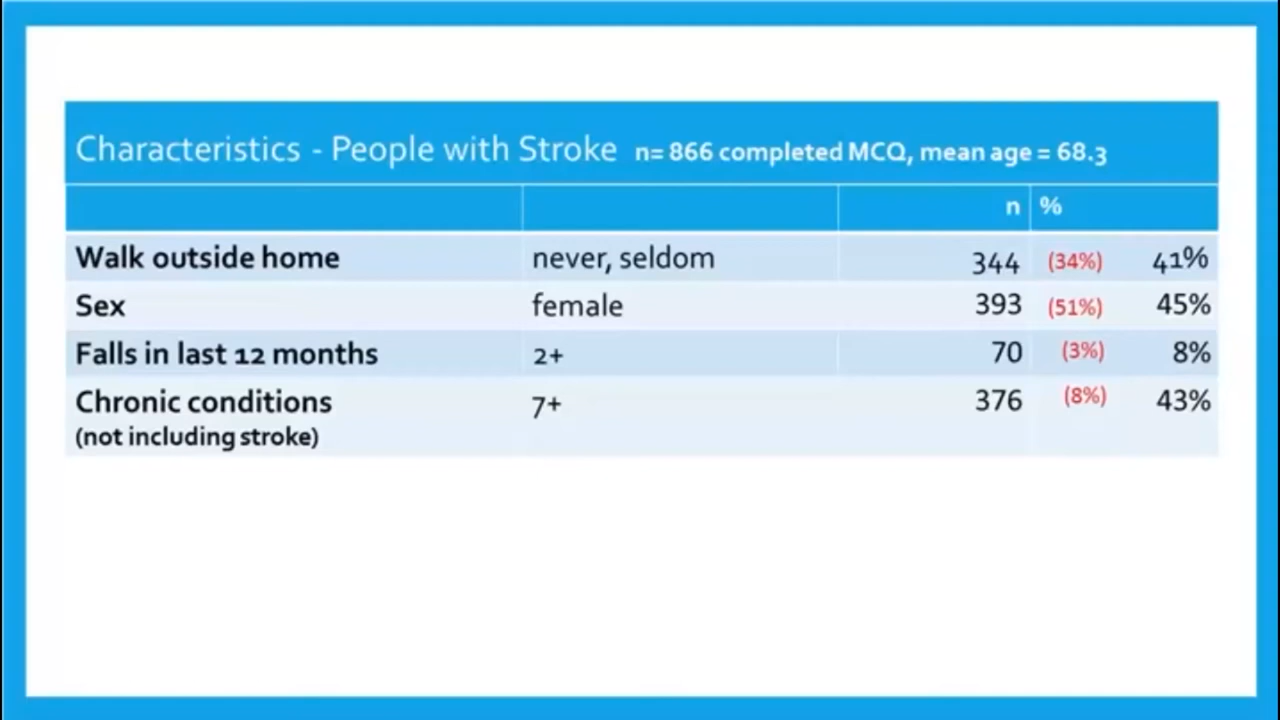 Characteristics - People with Stroke n= 866 completed MCQ, mean age = 68.3
n %
Walk outside home never, seldom 344 (34%) 41%
Sex female 393 (51%) 45%
Falls in last 12 months 2+ 70 (3%) 8%
Chronic conditions 7+ 376 (8%) 43%
(not including stroke)